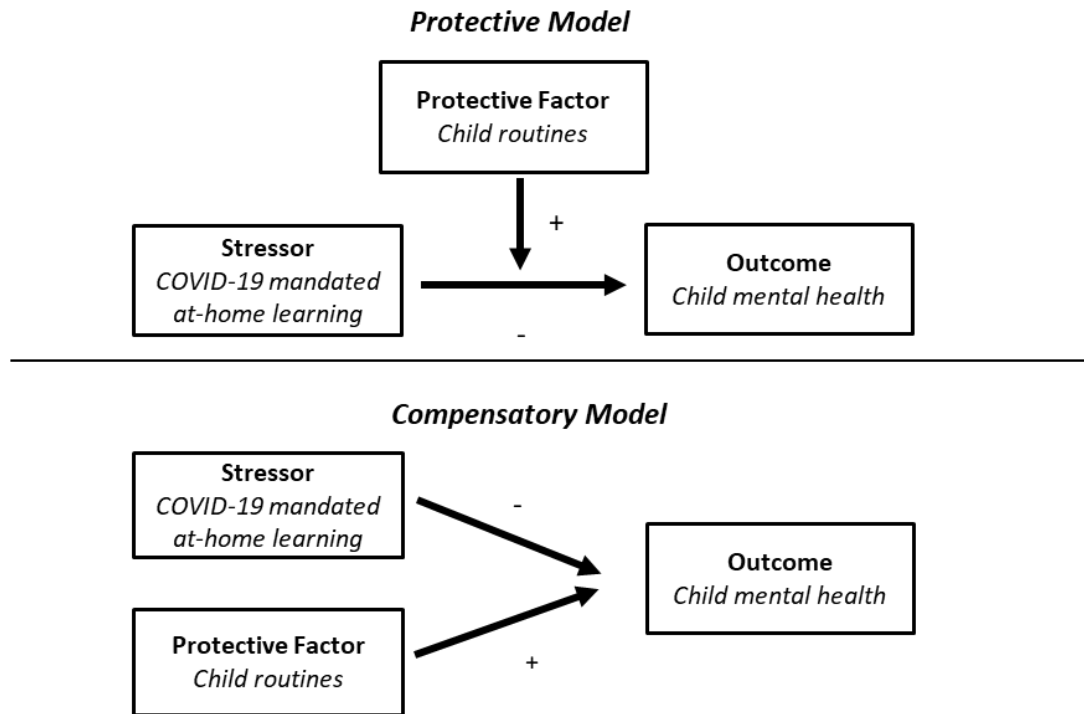 Protective Model
Protective Factor
Child routines
+
Stressor
COVID-19 mandated
at-home learning
Outcome
Child mental health
-
Compensatory Model
Stressor
COVID-19 mandated
at-home learning
-
Outcome
Child mental health
Protective Factor
Child routines
+